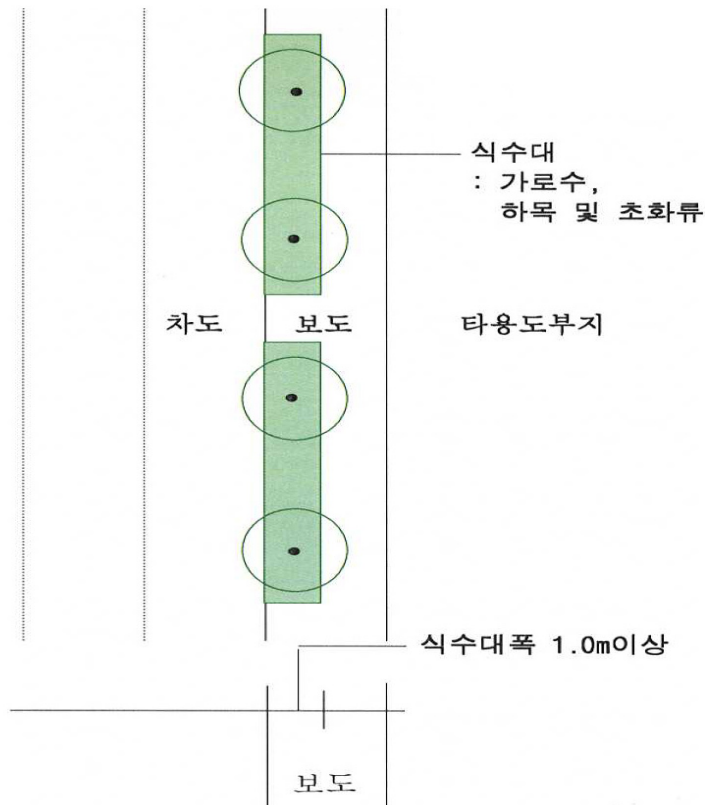 식수대
: 가로수,
하목 및 초화류
차도
보도
타용도부지
식수대폭 1.0m이상
보도